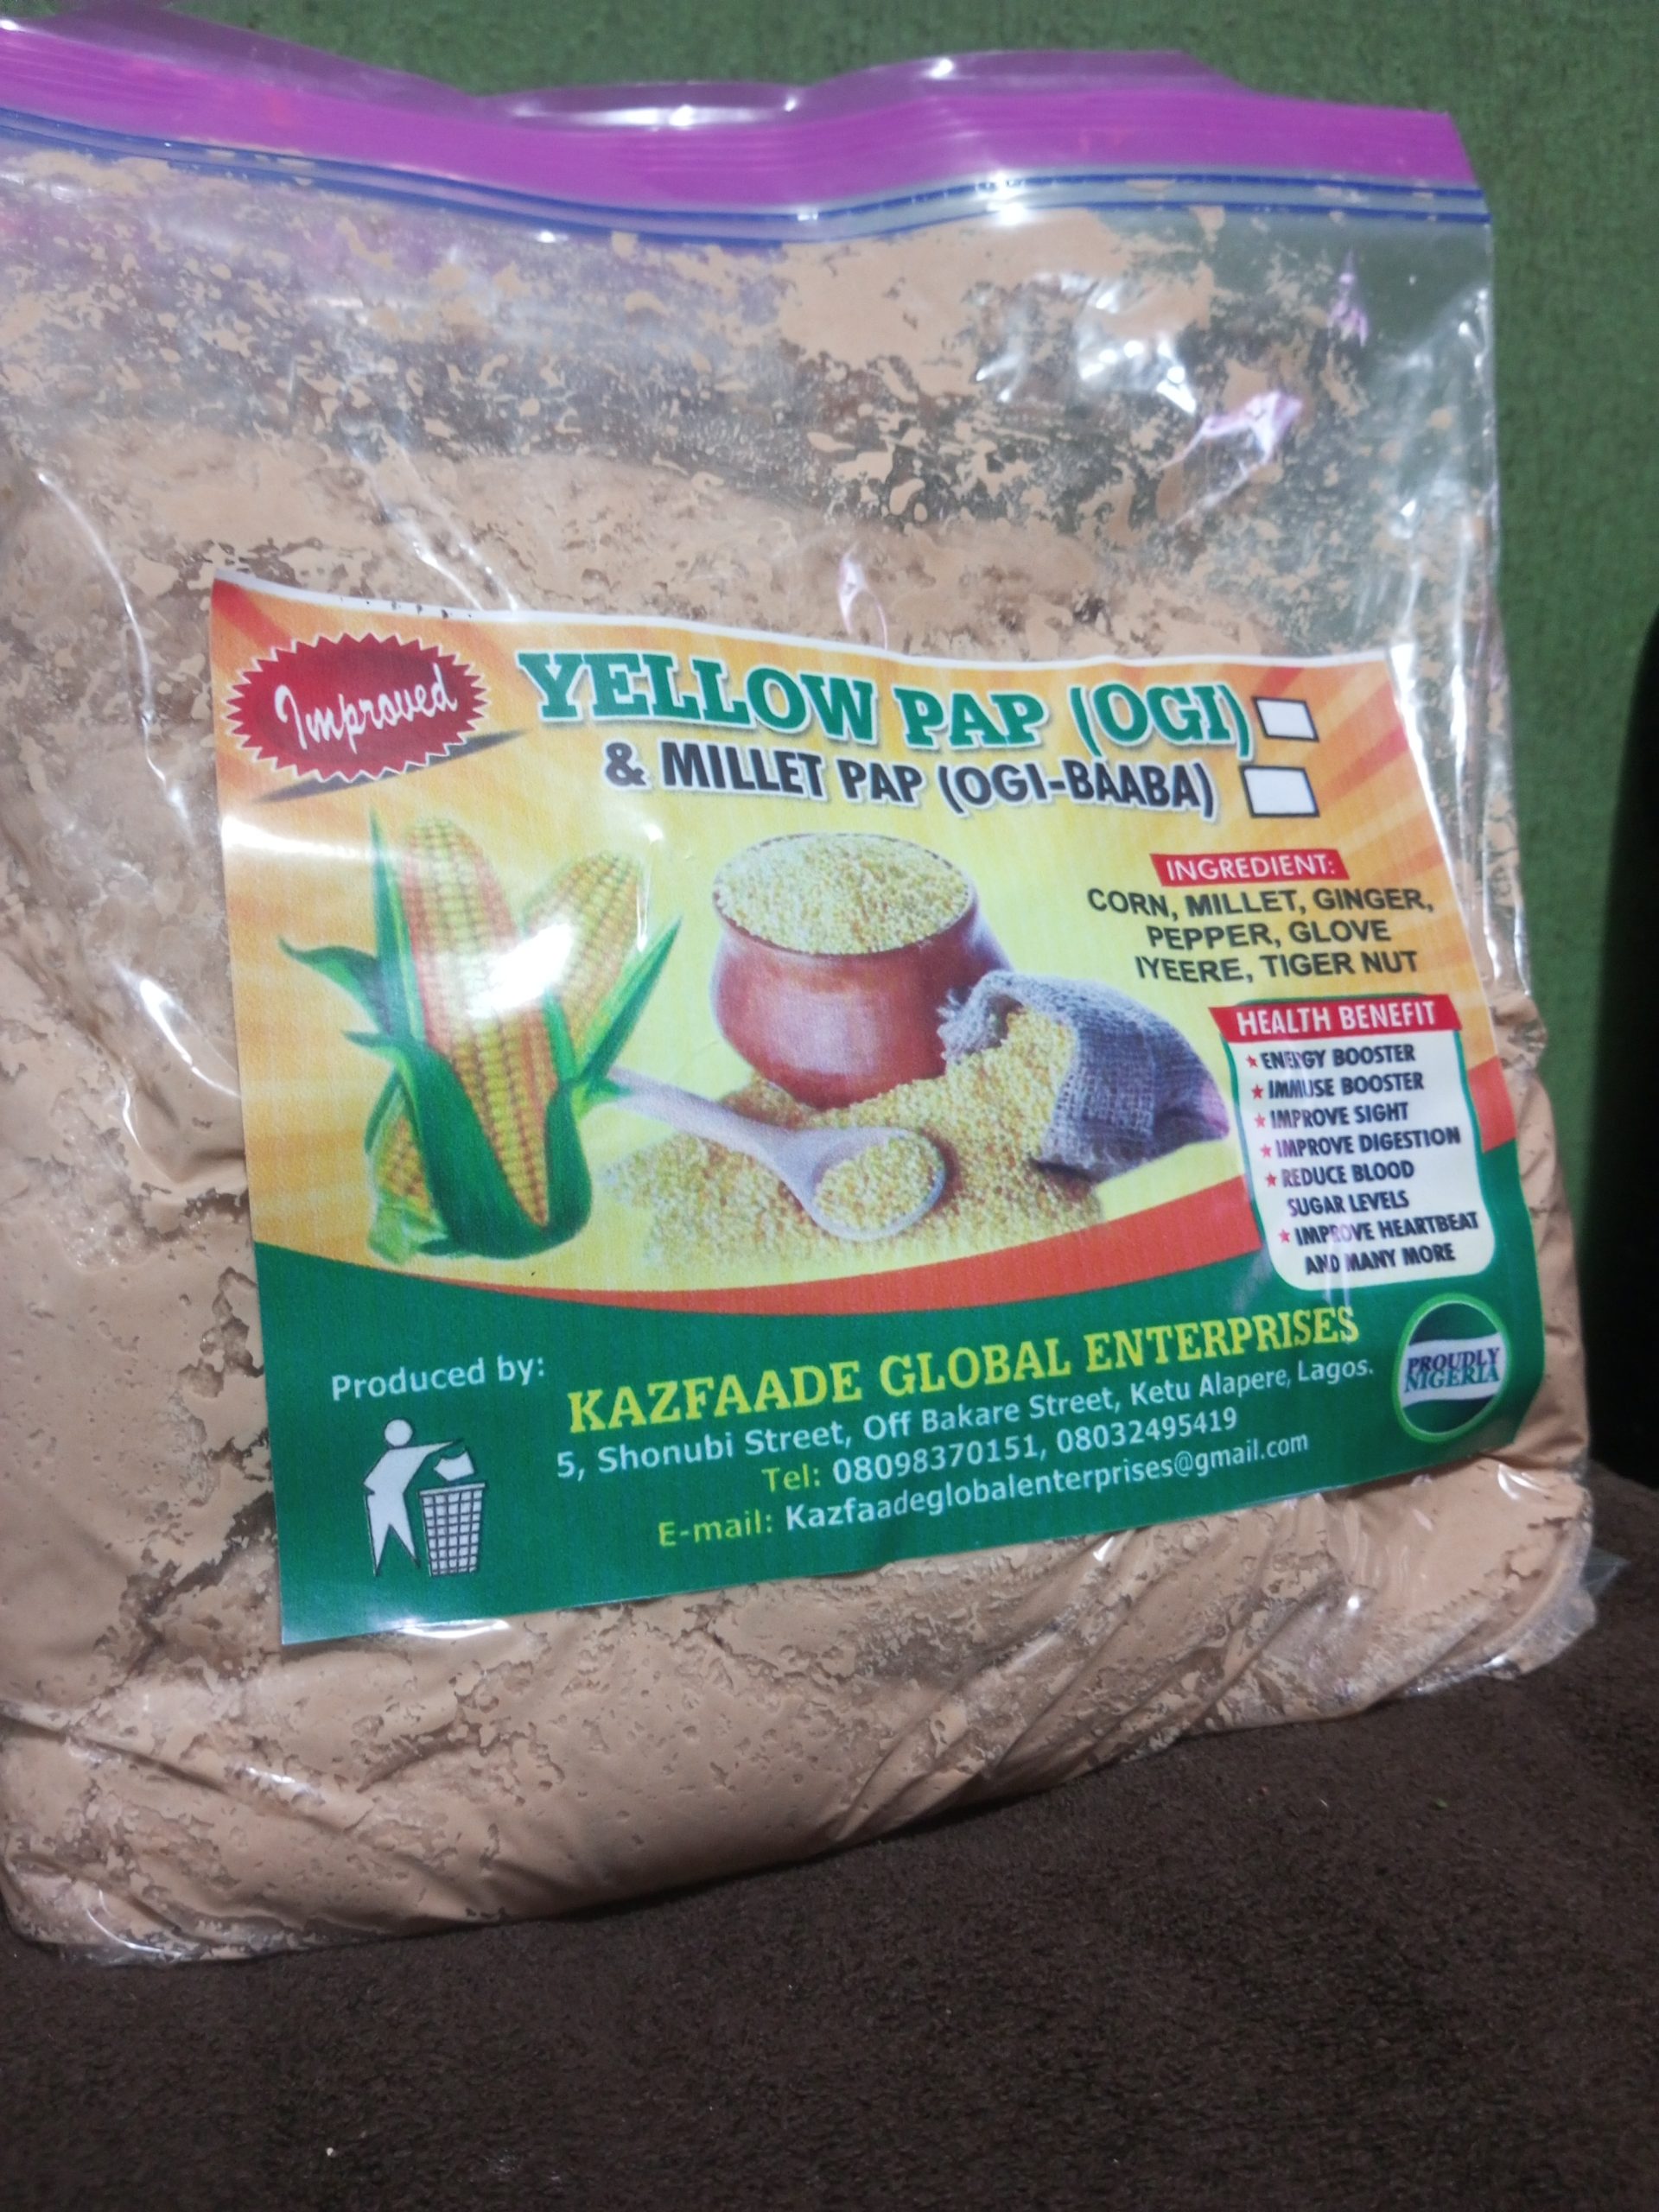 Improved
YELLOW PAP (OGI)
& MILLET PAP (OGI-BAABA)
INGREDIENT:
CORN, MILLET, GINGER,
PEPPER, GLOVE
IYEERE, TIGER NUT
HEALTH BENEFIT
ENERGY BOOSTER
IMMUSE BOOSTER
IMPROVE SIGHT
IMPROVE DIGESTION
REDUCE BLOOD
SUGAR LEVELS
IMPROVE HEARTBEAT
AND MANY MORE
Produced by:
KAZFAADE GLOBAL ENTERPRISES
5, Shonubi Street, Off Bakare Street, Ketu Alapere, Lagos.
Tel: 08098370151, 08032495419
E-mail: Kazfaadeglobalenterprises@gmail.com
PROUDLY
NIGERIA